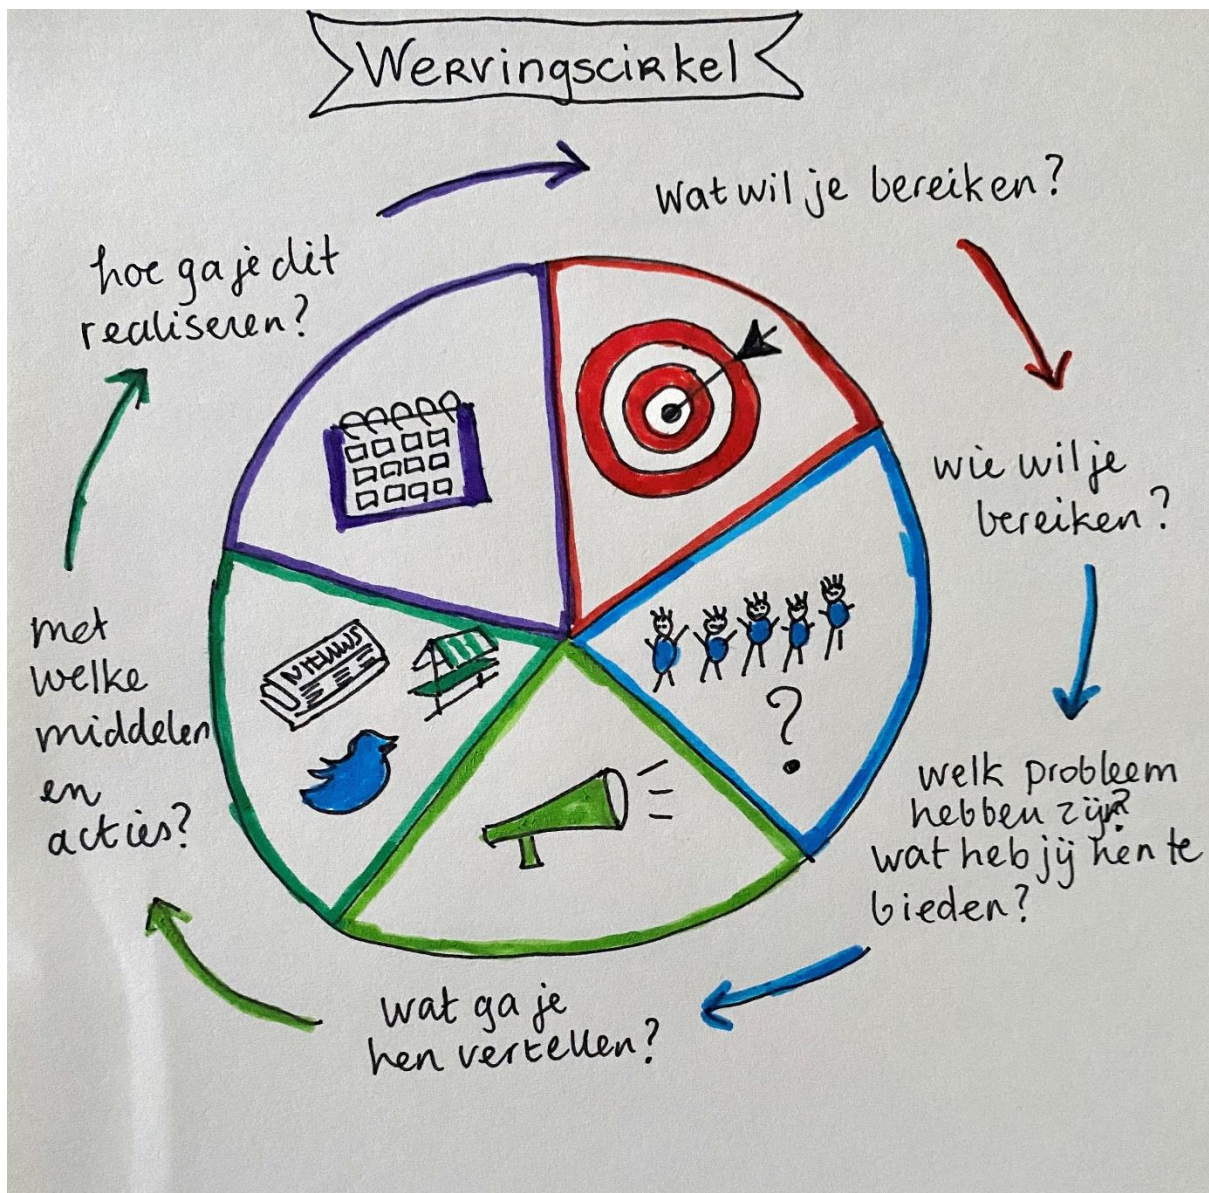 Wervingscirkel
wat wil je bereiken?
wie wil je
bereiken?
welk probleem
hebben zij?
wat heb jij hen te
bieden?
wat ga je
hen vertellen?
met
welke
middelen
en
acties?
hoe ga je dit
realiseren?
NIEUWS
?